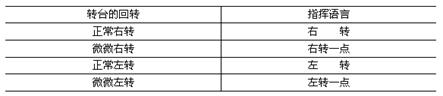 转台的回转 指挥语言
正常右转 右 转
微微右转 右转一点
正常左转 左 转
微微左转 左转一点